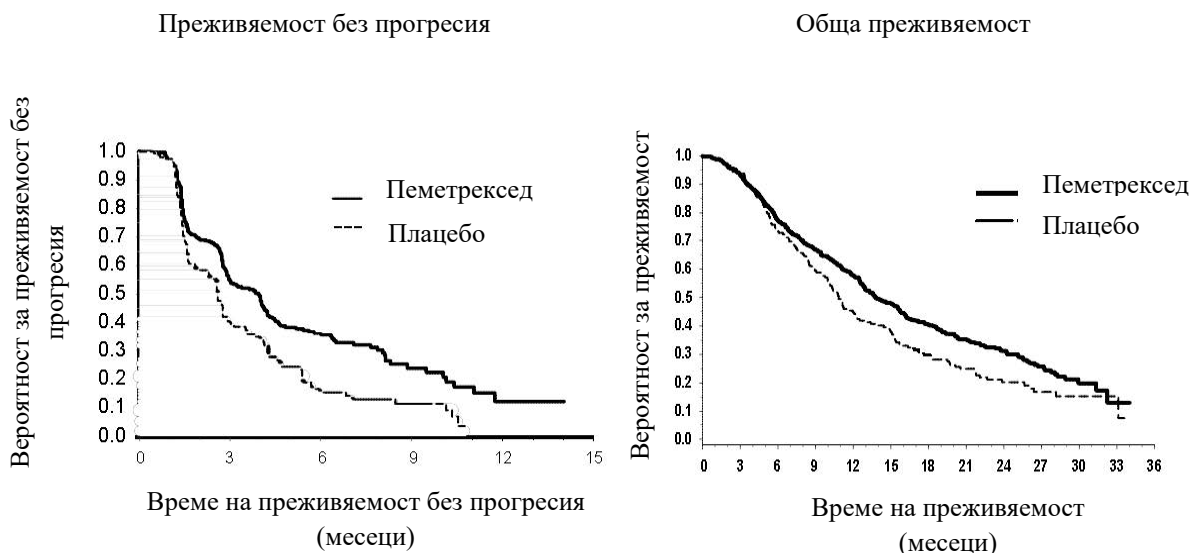 Преживяемост без прогресия
Вероятност за преживяемост без
прогресия
1.0
0.9
0.8
0.7
0.6
0.5
0.4
0.3
0.2
0.1
0.0
Пеметрексед
Плацебо
0 3 6 9 12 15
Време на преживяемост без прогресия
(месеци)
Обща преживяемост
Вероятност за преживяемост
1.0
0.9
0.8
0.7
0.6
0.5
0.4
0.3
0.2
0.1
0.0
Пеметрексед
Плацебо
0 3 6 9 12 15 18 21 24 27 30 33 36
Време на преживяемост
(месеци)